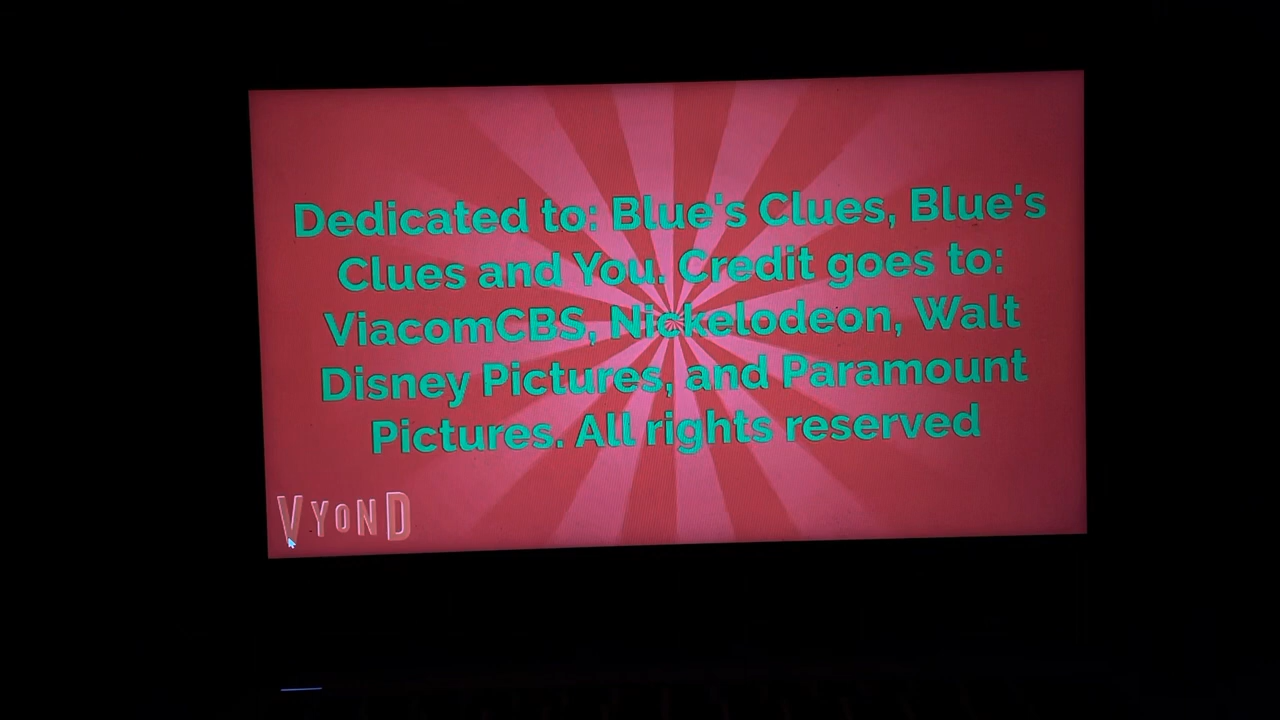 Dedicated to: Blue's Clues, Blue's
Clues and You. Credit goes to:
ViacomCBS, Nickelodeon, Walt
Disney Pictures, and Paramount
Pictures. All rights reserved
VYOND